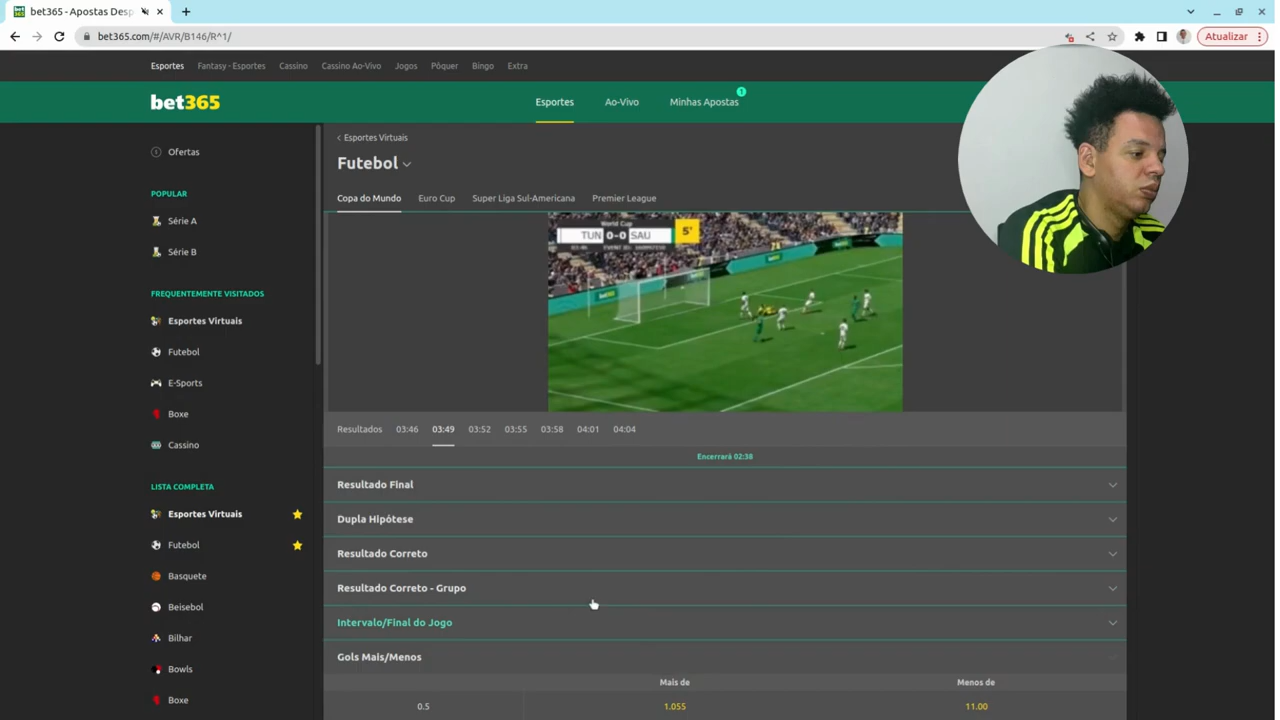 bet365 - Apostas Desp
bet365.com/#/AVR/B146/R^1/
Atualizar
Esportes
Fantasy - Esportes
Cassino
Cassino Ao-Vivo
Jogos
Pôquer
Bingo
Extra
bet365
Esportes
Ao-Vivo
Minhas Apostas
1
Ofertas
POPULAR
Série A
Série B
FREQUENTEMENTE VISITADOS
Esportes Virtuais
Futebol
E-Sports
Boxe
Cassino
LISTA COMPLETA
Esportes Virtuais
Futebol
Basquete
Beisebol
Bilhar
Bowls
Boxe
Esportes Virtuais
Futebol
Copa do Mundo
Euro Cup
Super Liga Sul-Americana
Premier League
World Cup
TUN 0-0 SAU 5'
Resultados
03:46
03:49
03:52
03:55
03:58
04:01
04:04
Encerrará 02:38
Resultado Final
Dupla Hipótese
Resultado Correto
Resultado Correto - Grupo
Intervalo/Final do Jogo
Gols Mais/Menos
Mais de
Menos de
0.5
1.055
11.00